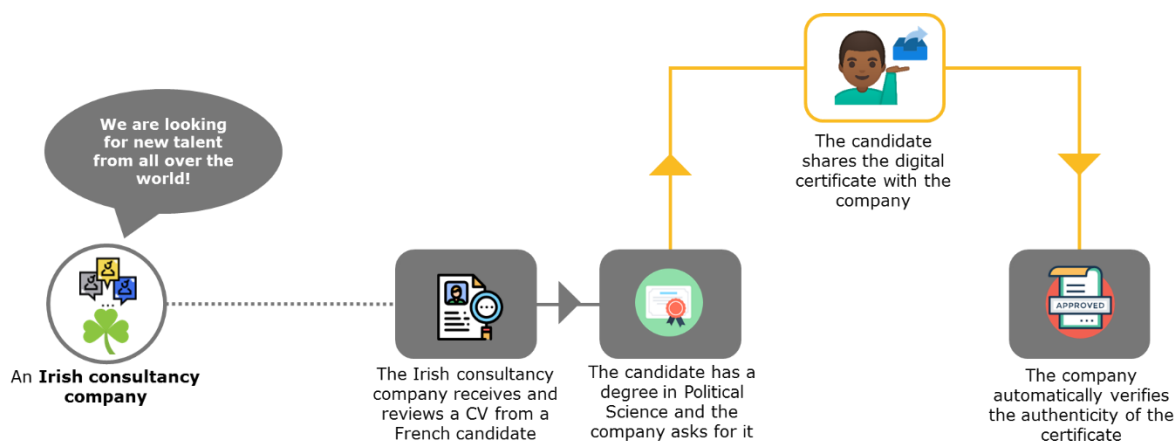 We are looking
for new talent
from all over the
world!
An Irish consultancy
company
The Irish consultancy
company receives and
reviews a CV from a
French candidate
The candidate has a
degree in Political
Science and the
company asks for it
The candidate
shares the digital
certificate with the
company
APPROVED
The company
automatically verifies
the authenticity of the
certificate